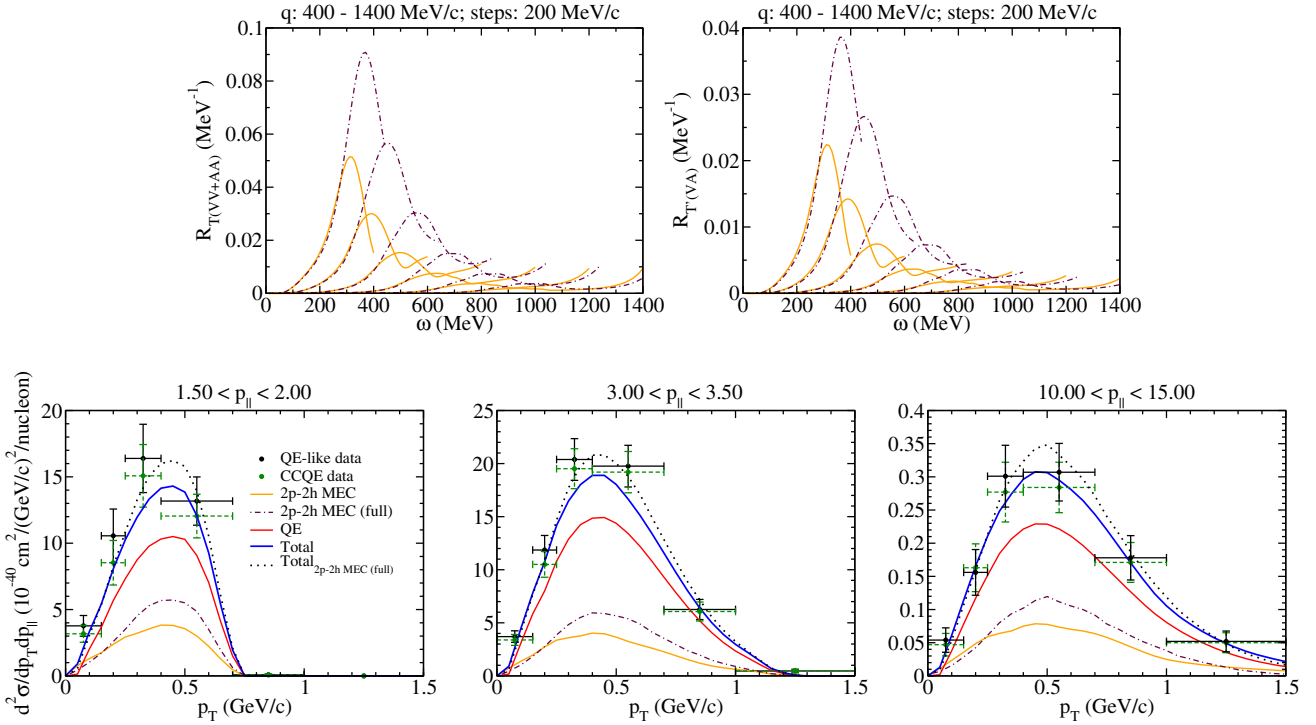 q: 400 - 1400 MeV/c; steps: 200 MeV/c
R_T(VV+AA) (MeV^-1)
0.1
0.08
0.06
0.04
0.02
0
0 200 400 600 800 1000 1200 1400
ω (MeV)
q: 400 - 1400 MeV/c; steps: 200 MeV/c
R_T'(VA) (MeV^-1)
0.04
0.03
0.02
0.01
0
0 200 400 600 800 1000 1200 1400
ω (MeV)
d²σ/dp_T dp_|| (10^-40 cm²/(GeV/c)²/nucleon)
1.50 < p_|| < 2.00
20
15
10
5
0
0 0.5 1 1.5
p_T (GeV/c)
QE-like data
CCQE data
2p-2h MEC
2p-2h MEC (full)
QE
Total
Total_2p-2h MEC (full)
3.00 < p_|| < 3.50
25
20
15
10
5
0
0 0.5 1 1.5
p_T (GeV/c)
10.00 < p_|| < 15.00
0.4
0.35
0.3
0.25
0.2
0.15
0.1
0.05
0
0 0.5 1 1.5
p_T (GeV/c)